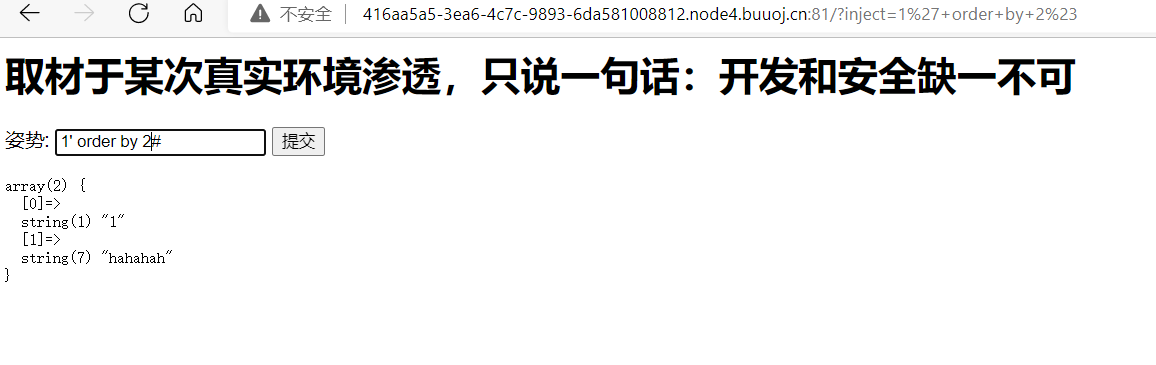 不安全 416aa5a5-3ea6-4c7c-9893-6da581008812.node4.buuoj.cn:81/?inject=1%27+order+by+2%23
取材于某次真实环境渗透，只说一句话：开发和安全缺一不可
姿势: 1' order by 2# 提交
array(2) {
[0]=>
string(1) "1"
[1]=>
string(7) "hahahah"
}